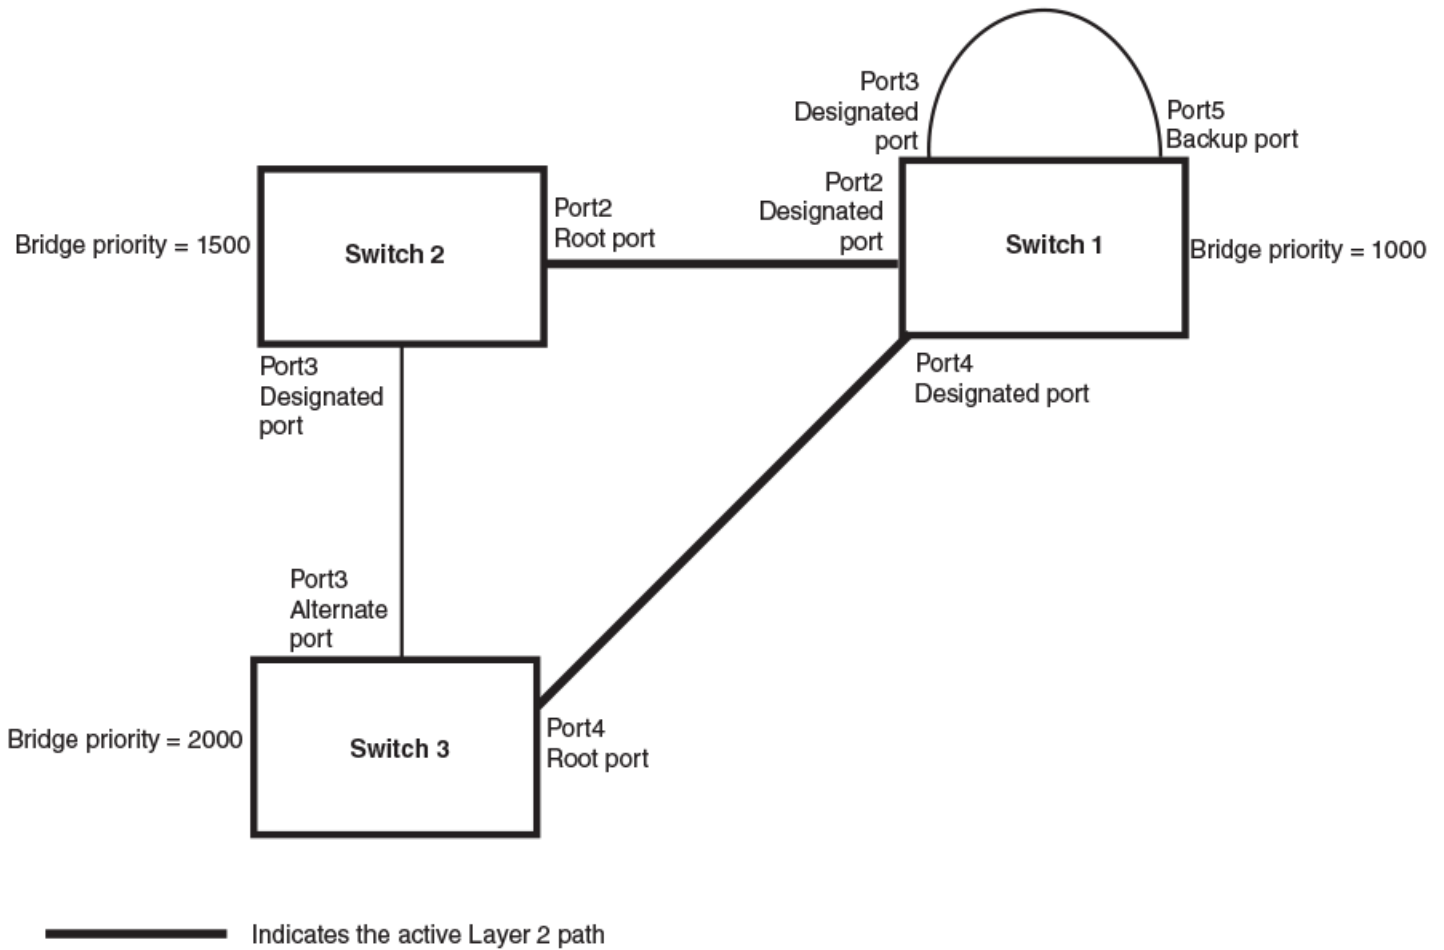 Port3
Designated
port
Port5
Backup port
Port2
Designated
port
Port2
Root port
Bridge priority = 1500
Switch 2
Switch 1
Bridge priority = 1000
Port3
Designated
port
Port4
Designated port
Port3
Alternate
port
Bridge priority = 2000
Switch 3
Port4
Root port
Indicates the active Layer 2 path